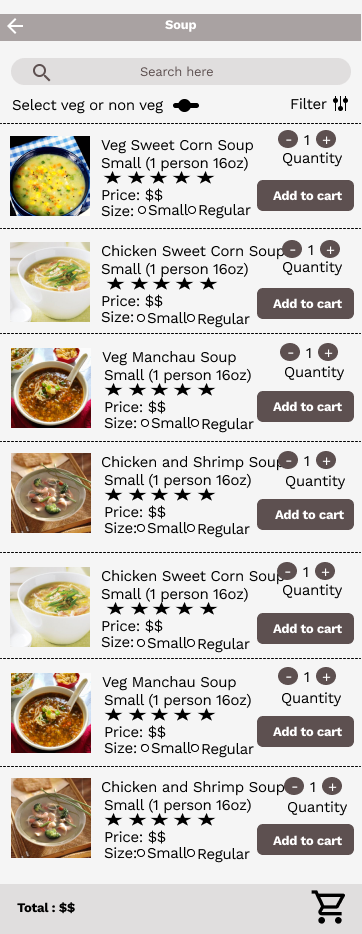 Soup
Search here
Select veg or non veg
Filter
Veg Sweet Corn Soup
- 1 +
Small (1 person 16oz)
Quantity
Price: $$
Add to cart
Size: Small Regular
Chicken Sweet Corn Soup
- 1 +
Small (1 person 16oz)
Quantity
Price: $$
Add to cart
Size: Small Regular
Veg Manchau Soup
- 1 +
Small (1 person 16oz)
Quantity
Price: $$
Add to cart
Size: Small Regular
Chicken and Shrimp Soup
- 1 +
Small (1 person 16oz)
Quantity
Price: $$
Add to cart
Size: Small Regular
Chicken Sweet Corn Soup
- 1 +
Small (1 person 16oz)
Quantity
Price: $$
Add to cart
Size: Small Regular
Veg Manchau Soup
- 1 +
Small (1 person 16oz)
Quantity
Price: $$
Add to cart
Size: Small Regular
Chicken and Shrimp Soup
- 1 +
Small (1 person 16oz)
Quantity
Price: $$
Add to cart
Size: Small Regular
Total : $$